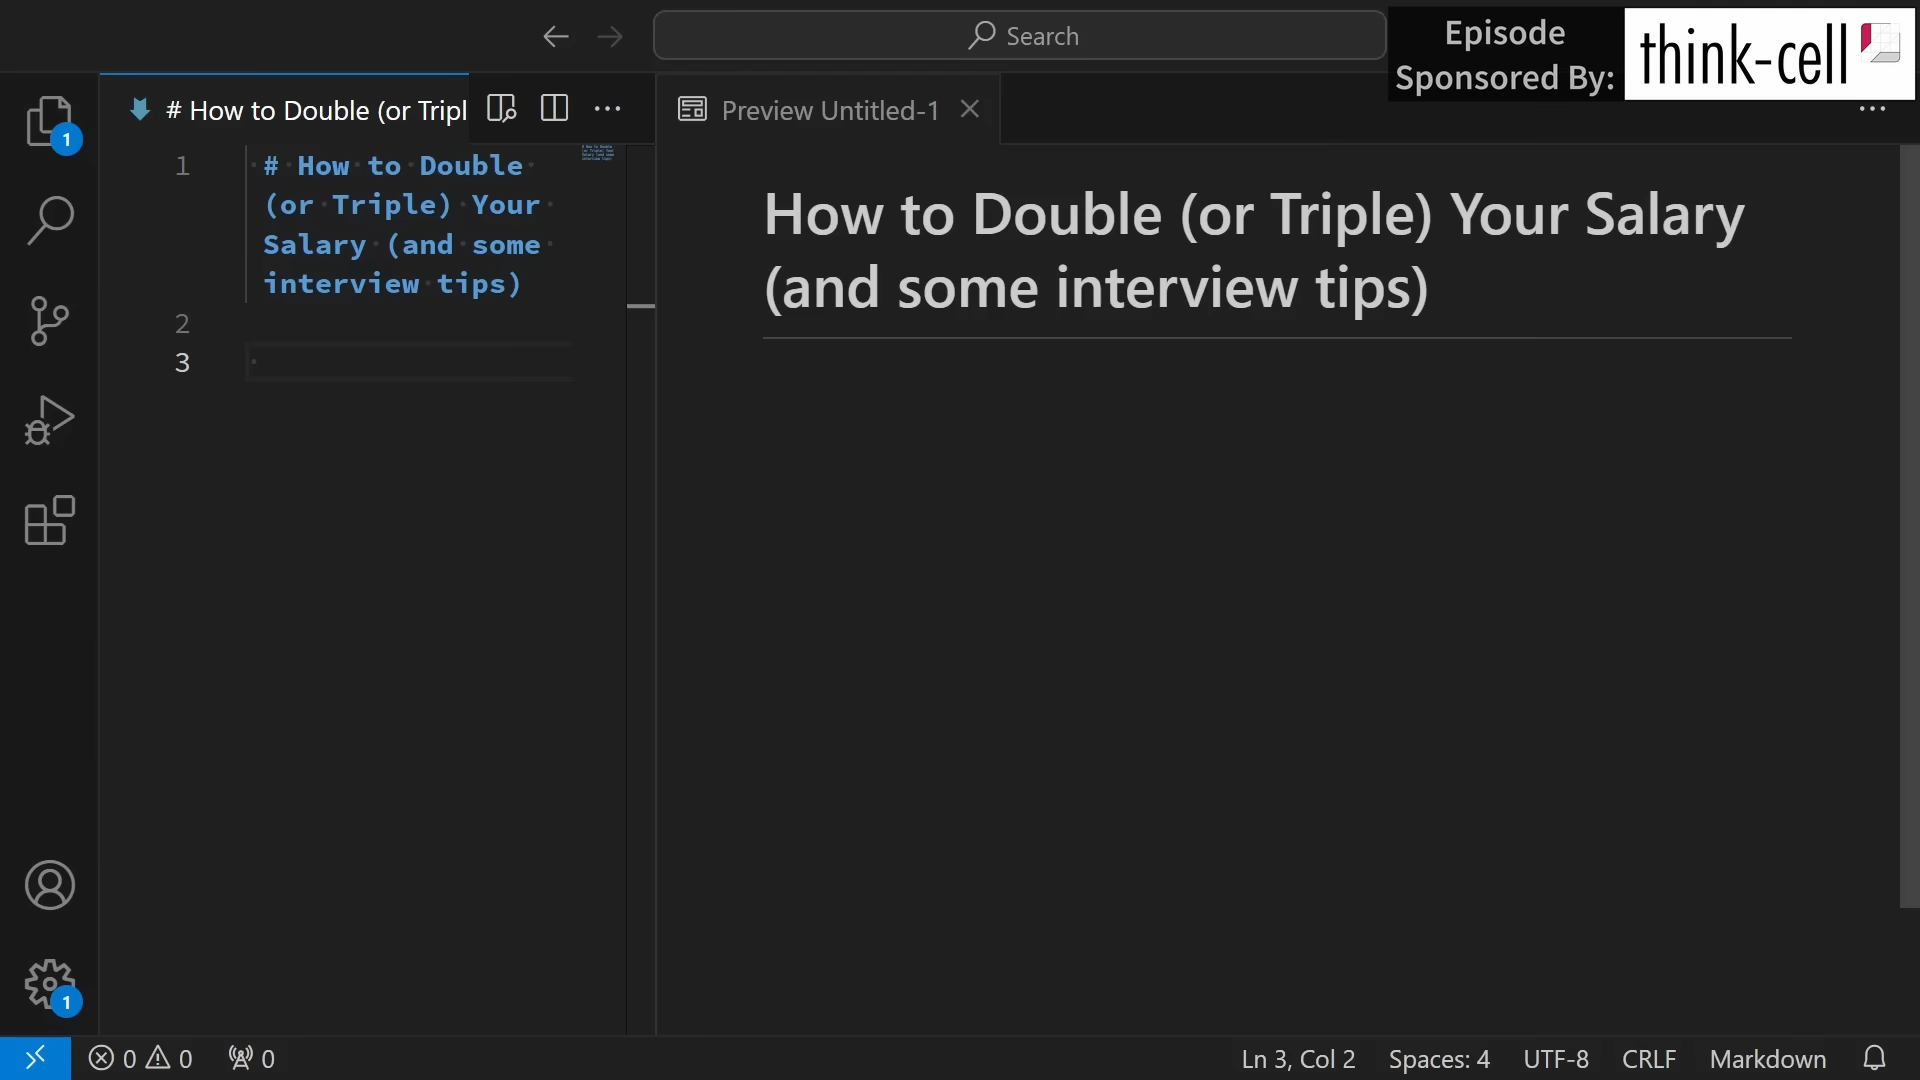 Search
Episode
Sponsored By:
think-cell
# How to Double (or Tripl
Preview Untitled-1
1
1 # How to Double
(or Triple) Your
Salary (and some
interview tips)
2
3
How to Double (or Triple) Your Salary
(and some interview tips)
1
0 0 0
Ln 3, Col 2 Spaces: 4 UTF-8 CRLF Markdown